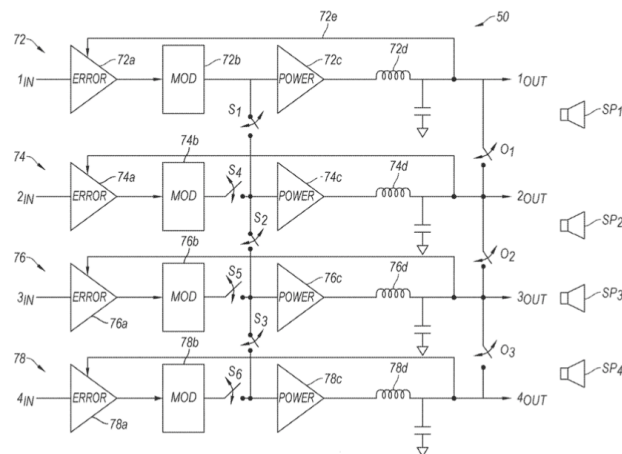 72e
50
72
72a
72b
72c
72d
1IN
ERROR
MOD
POWER
1OUT
S1
SP1
74b
O1
74
74a
S4
74c
74d
2IN
ERROR
MOD
POWER
2OUT
S2
SP2
76b
O2
76
S5
76c
76d
3IN
ERROR
MOD
POWER
3OUT
SP3
76a
S3
78b
O3
78
S6
78c
78d
SP4
4IN
ERROR
MOD
POWER
4OUT
78a